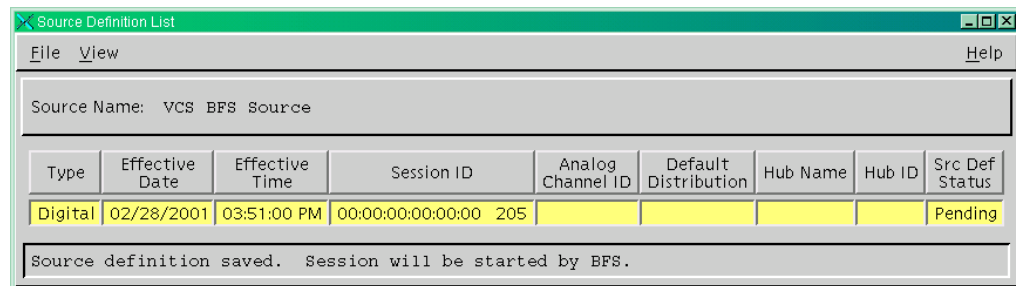 Source Definition List
File View Help
Source Name: VCS BFS Source
Type Effective Date Effective Time Session ID Analog Channel ID Default Distribution Hub Name Hub ID Src Def Status
Digital 02/28/2001 03:51:00 PM 00:00:00:00:00:00 205 Pending
Source definition saved. Session will be started by BFS.